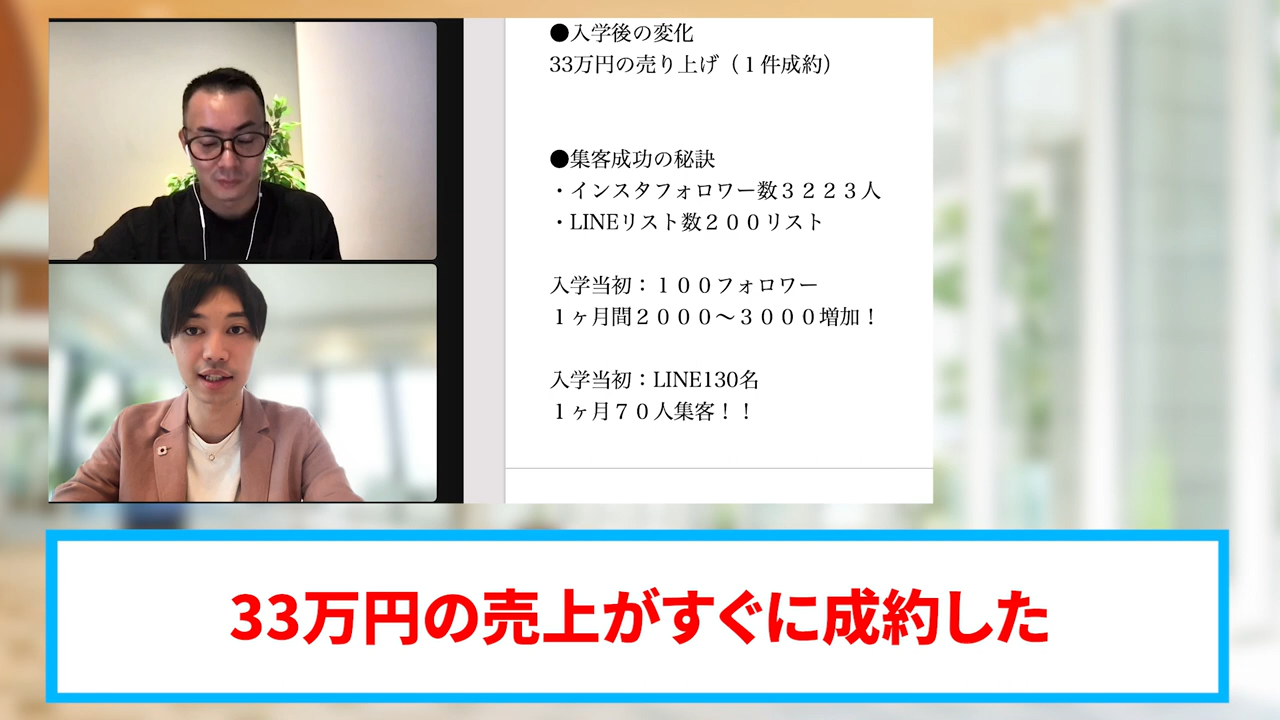 ●入学後の変化
33万円の売り上げ（１件成約）
●集客成功の秘訣
・インスタフォロワー数３２２３人
・LINEリスト数２００リスト
入学当初：１００フォロワー
１ヶ月間２０００〜３０００増加！
入学当初：LINE130名
１ヶ月７０人集客！！
33万円の売上がすぐに成約した